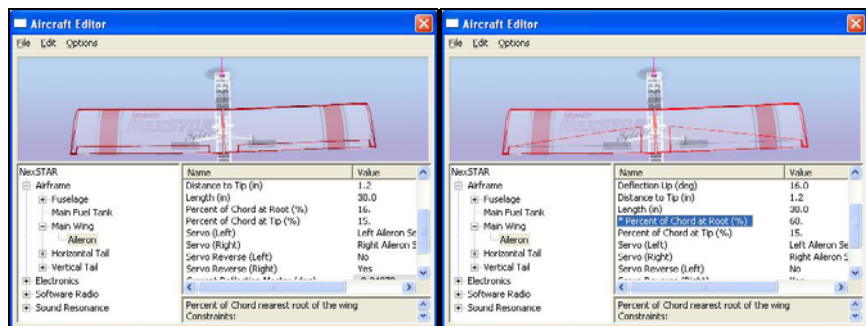 Aircraft Editor
File Edit Options
NexSTAR
Select
NexSTAR
Airframe
Fuselage
Main Fuel Tank
Main Wing
Aileron
Horizontal Tail
Vertical Tail
Electronics
Software Radio
Sound Resonance
Name Value
Distance to Tip (in) 1.2
Length (in) 30.0
Percent of Chord at Root (%) 16.
Percent of Chord at Tip (%) 15.
Servo (Left) Left Aileron Se
Servo (Right) Right Aileron S
Servo Reverse (Left) No
Servo Reverse (Right) Yes
Percent of Chord nearest root of the wing
Constraints:
Aircraft Editor
File Edit Options
NexSTAR
Select
NexSTAR
Airframe
Fuselage
Main Fuel Tank
Main Wing
Aileron
Horizontal Tail
Vertical Tail
Electronics
Software Radio
Sound Resonance
Name Value
Deflection Up (deg) 16.0
Distance to Tip (in) 1.2
Length (in) 30.0
* Percent of Chord at Root (%) 60.
Percent of Chord at Tip (%) 15.
Servo (Left) Left Aileron Se
Servo (Right) Right Aileron S
Servo Reverse (Left) No
Percent of Chord nearest root of the wing
Constraints: